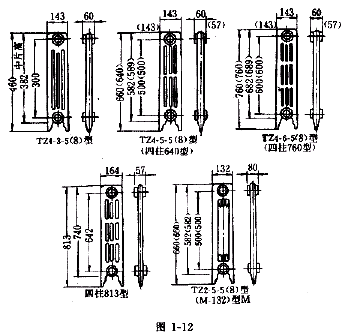 143
60
460
中片高
382
300
TZ4-3-5(8)型
143
60
(143)
(57)
660(640)
582(589)
500(500)
TZ4-5-5(8)型
(四柱640型)
143
60
(143)
(57)
760(760)
682(689)
600(600)
TZ4-6-5(8)型
(四柱760型)
164
57
813
740
642
四柱813型
132
80
582(582)
500(500)
TZ2-5-5(8)型
(M-132)型M
图 1-12